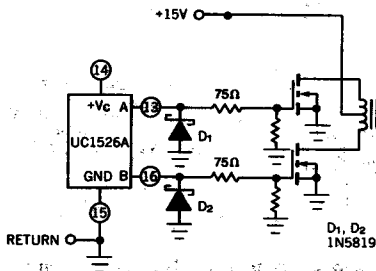 +15V
14
+Vc A
13
75Ω
D1
UC1526A
GND B
16
75Ω
D2
15
RETURN
D1, D2
1N5819